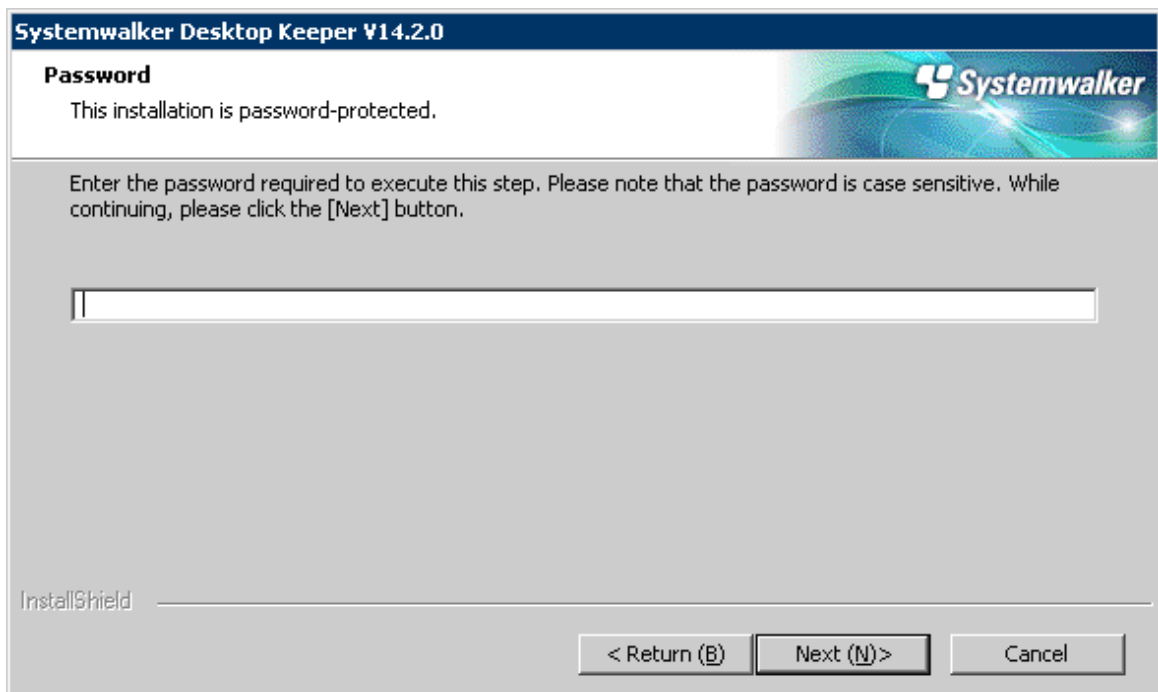 Systemwalker Desktop Keeper V14.2.0
Password
This installation is password-protected.
Systemwalker
Enter the password required to execute this step. Please note that the password is case sensitive. While
continuing, please click the [Next] button.
InstallShield
< Return (B)
Next (N)>
Cancel